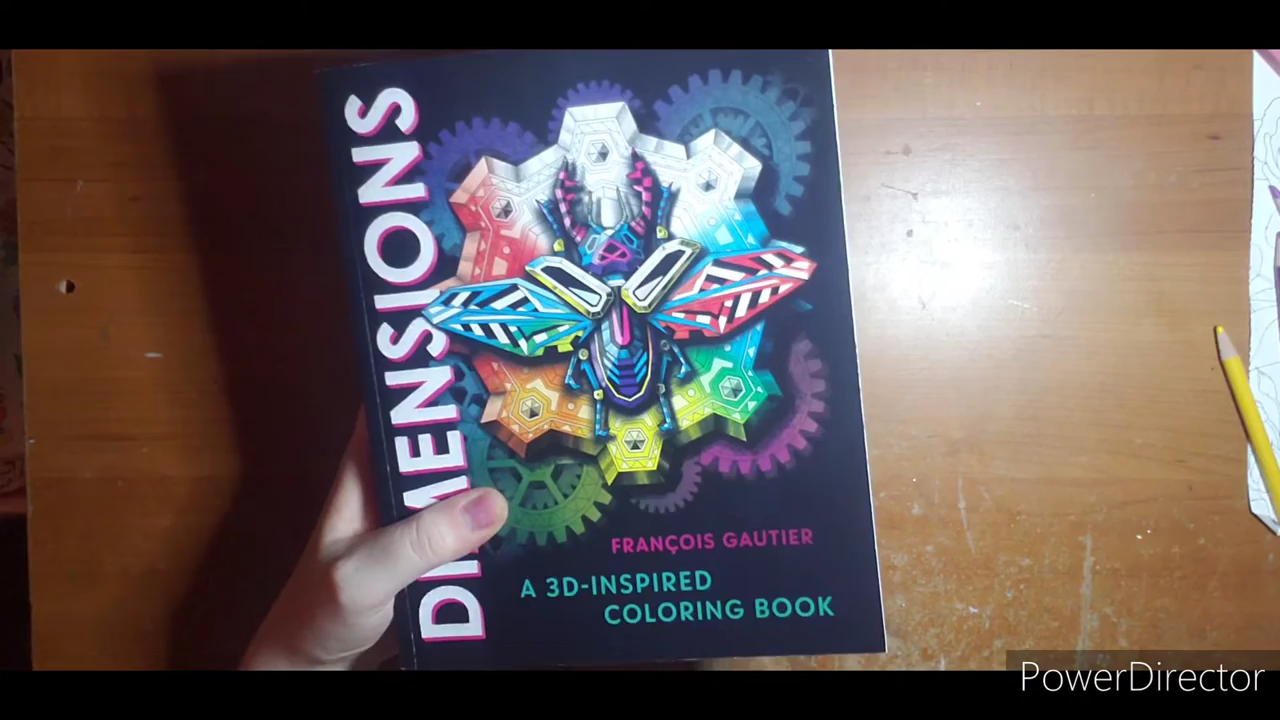 DIMENSIONS
FRANÇOIS GAUTIER
A 3D-INSPIRED
COLORING BOOK
PowerDirector